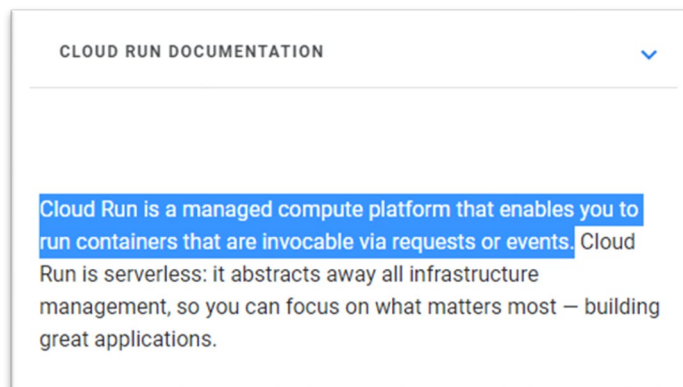 CLOUD RUN DOCUMENTATION
Cloud Run is a managed compute platform that enables you to
run containers that are invocable via requests or events. Cloud
Run is serverless: it abstracts away all infrastructure
management, so you can focus on what matters most — building
great applications.